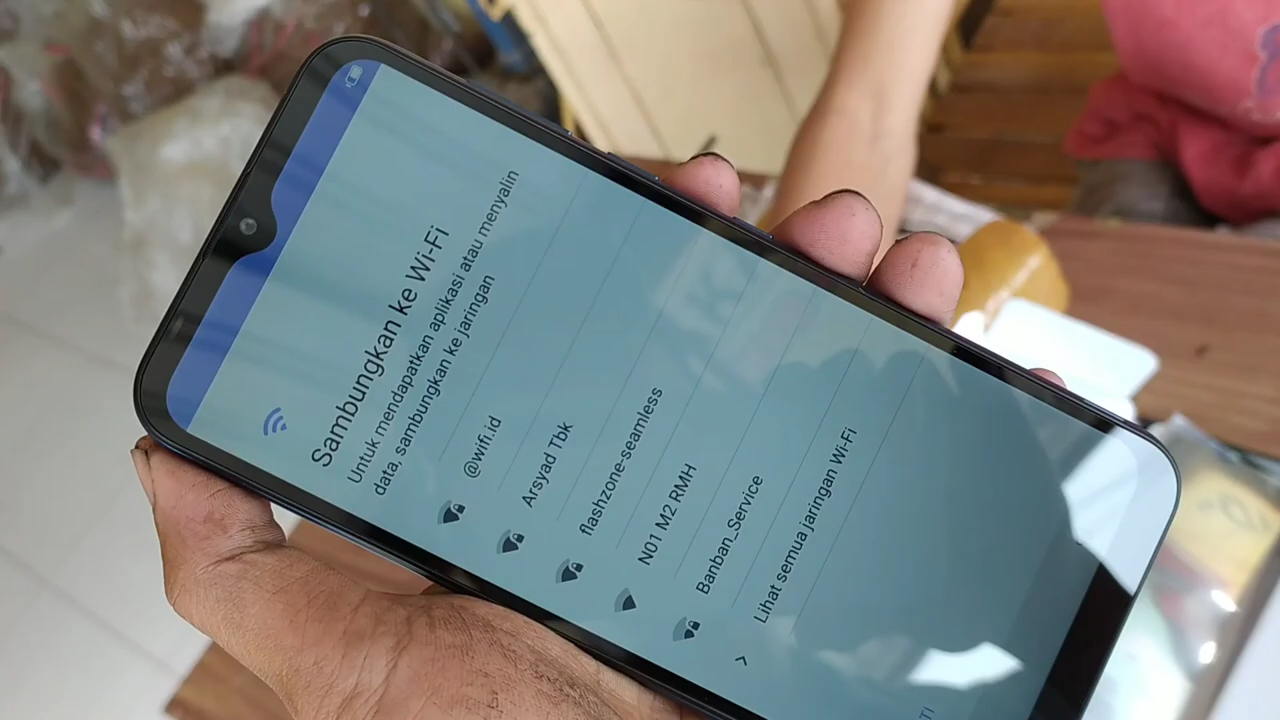 Sambungkan ke Wi-Fi
Untuk mendapatkan aplikasi atau menyalin
data, sambungkan ke jaringan
@wifi.id
Arsyad Tbk
flashzone-seamless
N01 M2 RMH
Banban_Service
Lihat semua jaringan Wi-Fi